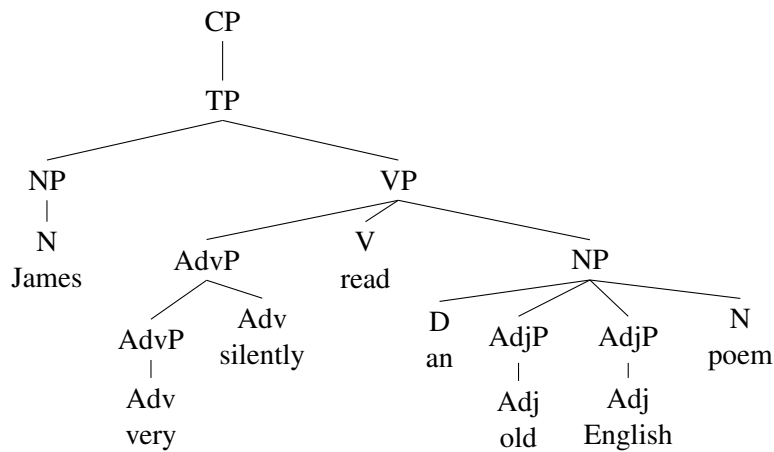 CP
TP
NP VP
N AdvP V NP
James read
AdvP Adv D AdjP AdjP N
silently an poem
Adv Adj Adj
very old English